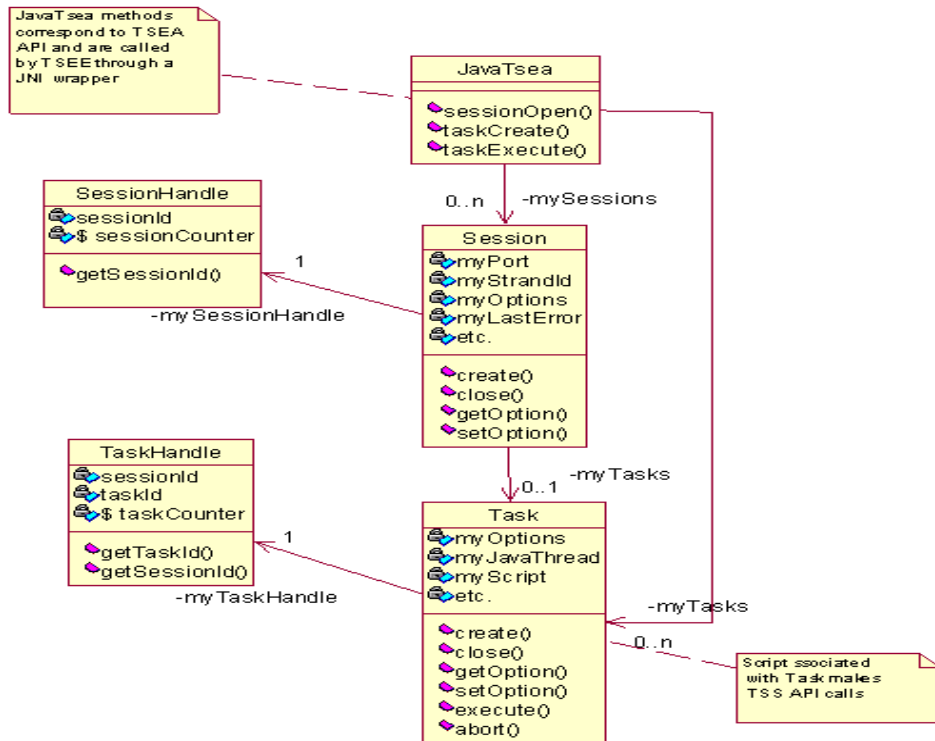 JavaTsea methods
correspond to TSEA
API and are called
by TSEE through a
JNI wrapper
JavaTsea
sessionOpen()
taskCreate()
taskExecute()
0..n
-mySessions
SessionHandle
sessionId
$ sessionCounter
getSessionId()
1
-mySessionHandle
Session
myPort
myStrandId
myOptions
myLastError
etc.
create()
close()
getOption()
setOption()
-myTasks
0..1
TaskHandle
sessionId
taskId
$ taskCounter
getTaskId()
getSessionId()
1
-myTaskHandle
Task
myOptions
myJavaThread
myScript
etc.
create()
close()
getOption()
setOption()
execute()
abort()
-myTasks
0..n
Script ssociated
with Task makes
TSS API calls